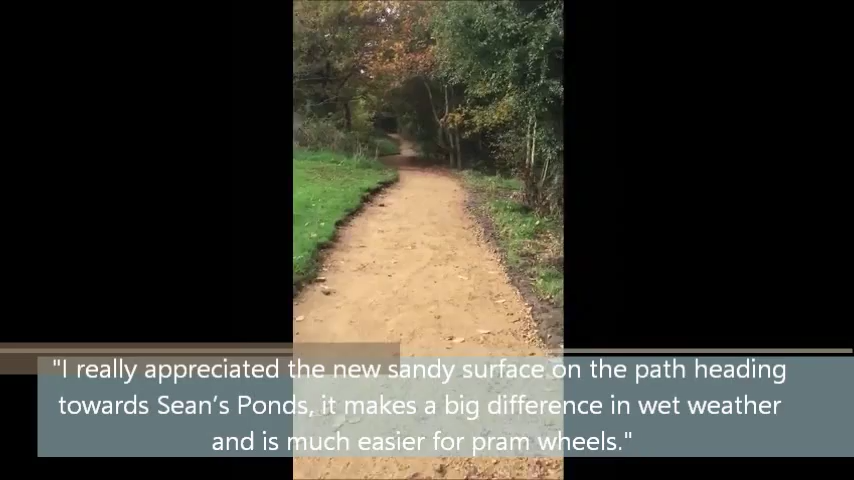 "I really appreciated the new sandy surface on the path heading
towards Sean’s Ponds, it makes a big difference in wet weather
and is much easier for pram wheels."